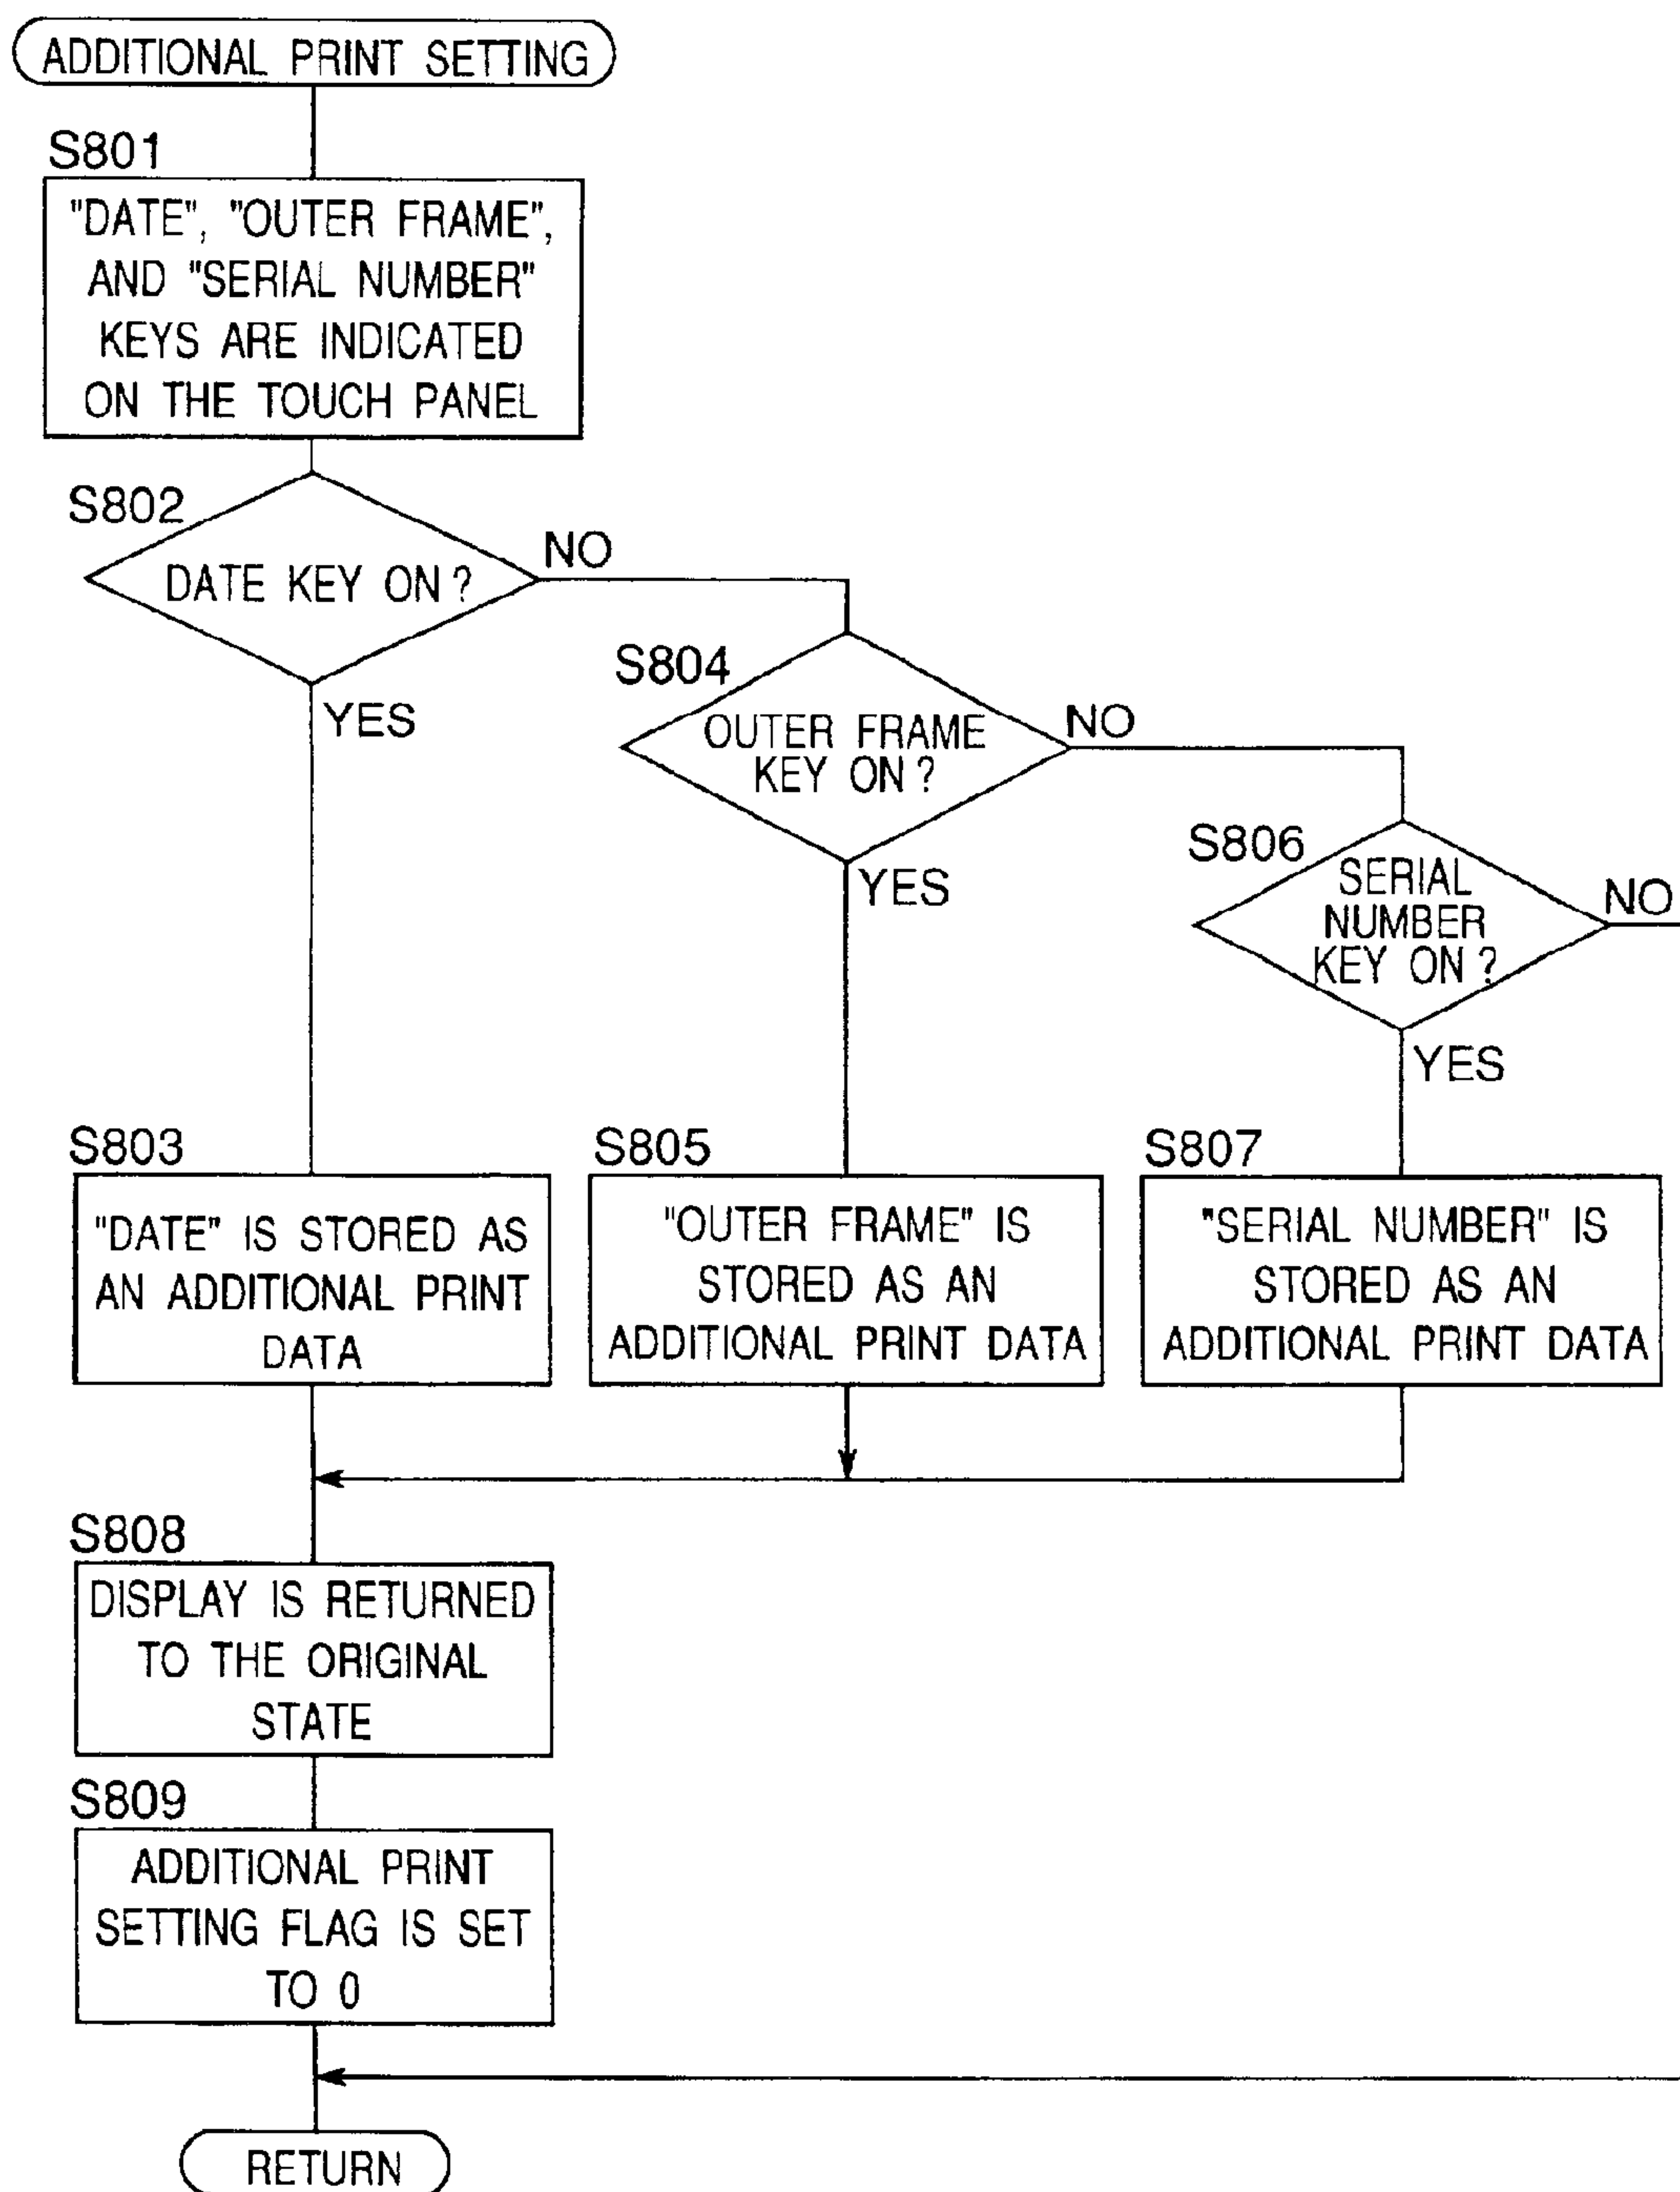 ADDITIONAL PRINT SETTING
S801
"DATE", "OUTER FRAME",
AND "SERIAL NUMBER"
KEYS ARE INDICATED
ON THE TOUCH PANEL
S802
DATE KEY ON ?
NO
YES
S804
OUTER FRAME
KEY ON ?
NO
YES
S806
SERIAL
NUMBER
KEY ON ?
NO
YES
S803
"DATE" IS STORED AS
AN ADDITIONAL PRINT
DATA
S805
"OUTER FRAME" IS
STORED AS AN
ADDITIONAL PRINT DATA
S807
"SERIAL NUMBER" IS
STORED AS AN
ADDITIONAL PRINT DATA
S808
DISPLAY IS RETURNED
TO THE ORIGINAL
STATE
S809
ADDITIONAL PRINT
SETTING FLAG IS SET
TO 0
RETURN